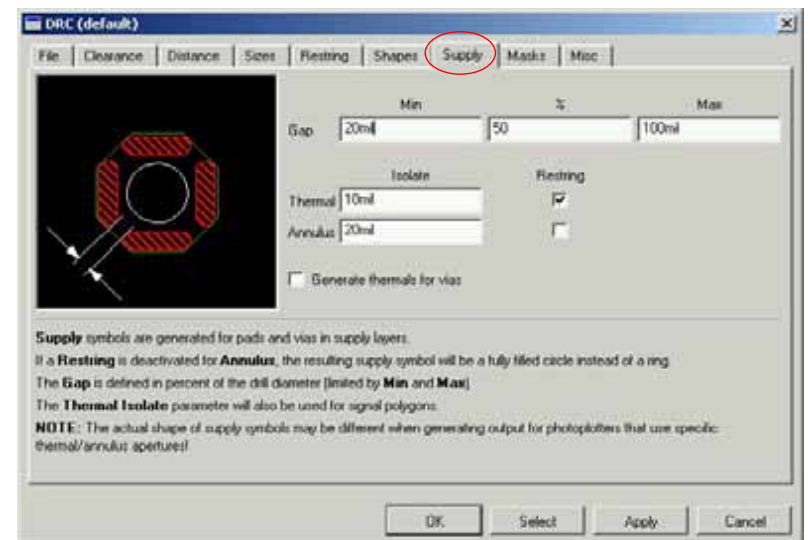 DRC (default)
File Clearance Distance Sizes Restring Shapes Supply Masks Misc
Min % Max
Gap 20mil 50 100mil
Isolate Restring
Thermal 10mil
Annulus 20mil
Generate thermals for vias
Supply symbols are generated for pads and vias in supply layers.
If a Restring is deactivated for Annulus, the resulting supply symbol will be a fully filled circle instead of a ring.
The Gap is defined in percent of the drill diameter (limited by Min and Max).
The Thermal Isolate parameter will also be used for signal polygons.
NOTE: The actual shape of supply symbols may be different when generating output for photoplotters that use specific
thermal/annulus apertures!
OK Select Apply Cancel